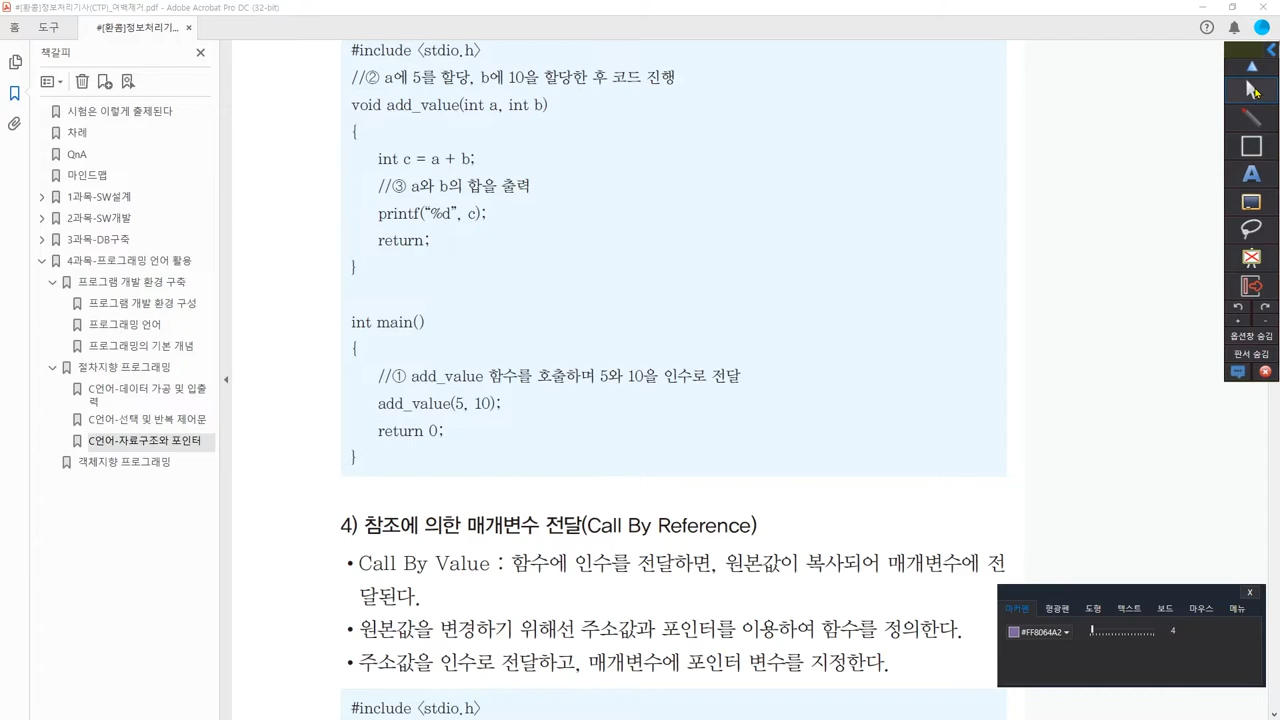 #[환콤]정보처리기사(CTP)_여백제거.pdf - Adobe Acrobat Pro DC (32-bit)
홈
도구
#[환콤]정보처리기...
책갈피
시험은 이렇게 출제된다
차례
QnA
마인드맵
1과목-SW설계
2과목-SW개발
3과목-DB구축
4과목-프로그래밍 언어 활용
프로그램 개발 환경 구축
프로그램 개발 환경 구성
프로그래밍 언어
프로그래밍의 기본 개념
절차지향 프로그래밍
C언어-데이터 가공 및 입출
력
C언어-선택 및 반복 제어문
C언어-자료구조와 포인터
객체지향 프로그래밍
#include <stdio.h>
//② a에 5를 할당, b에 10을 할당한 후 코드 진행
void add_value(int a, int b)
{
int c = a + b;
//③ a와 b의 합을 출력
printf(“%d”, c);
return;
}
int main()
{
//① add_value 함수를 호출하며 5와 10을 인수로 전달
add_value(5, 10);
return 0;
}
4) 참조에 의한 매개변수 전달(Call By Reference)
• Call By Value : 함수에 인수를 전달하면, 원본값이 복사되어 매개변수에 전
달된다.
• 원본값을 변경하기 위해선 주소값과 포인터를 이용하여 함수를 정의한다.
• 주소값을 인수로 전달하고, 매개변수에 포인터 변수를 지정한다.
#include <stdio.h>
옵션창 숨김
판서 숨김
X
마커펜 형광펜 도형 텍스트 보드 마우스 메뉴
#FF8064A2
4